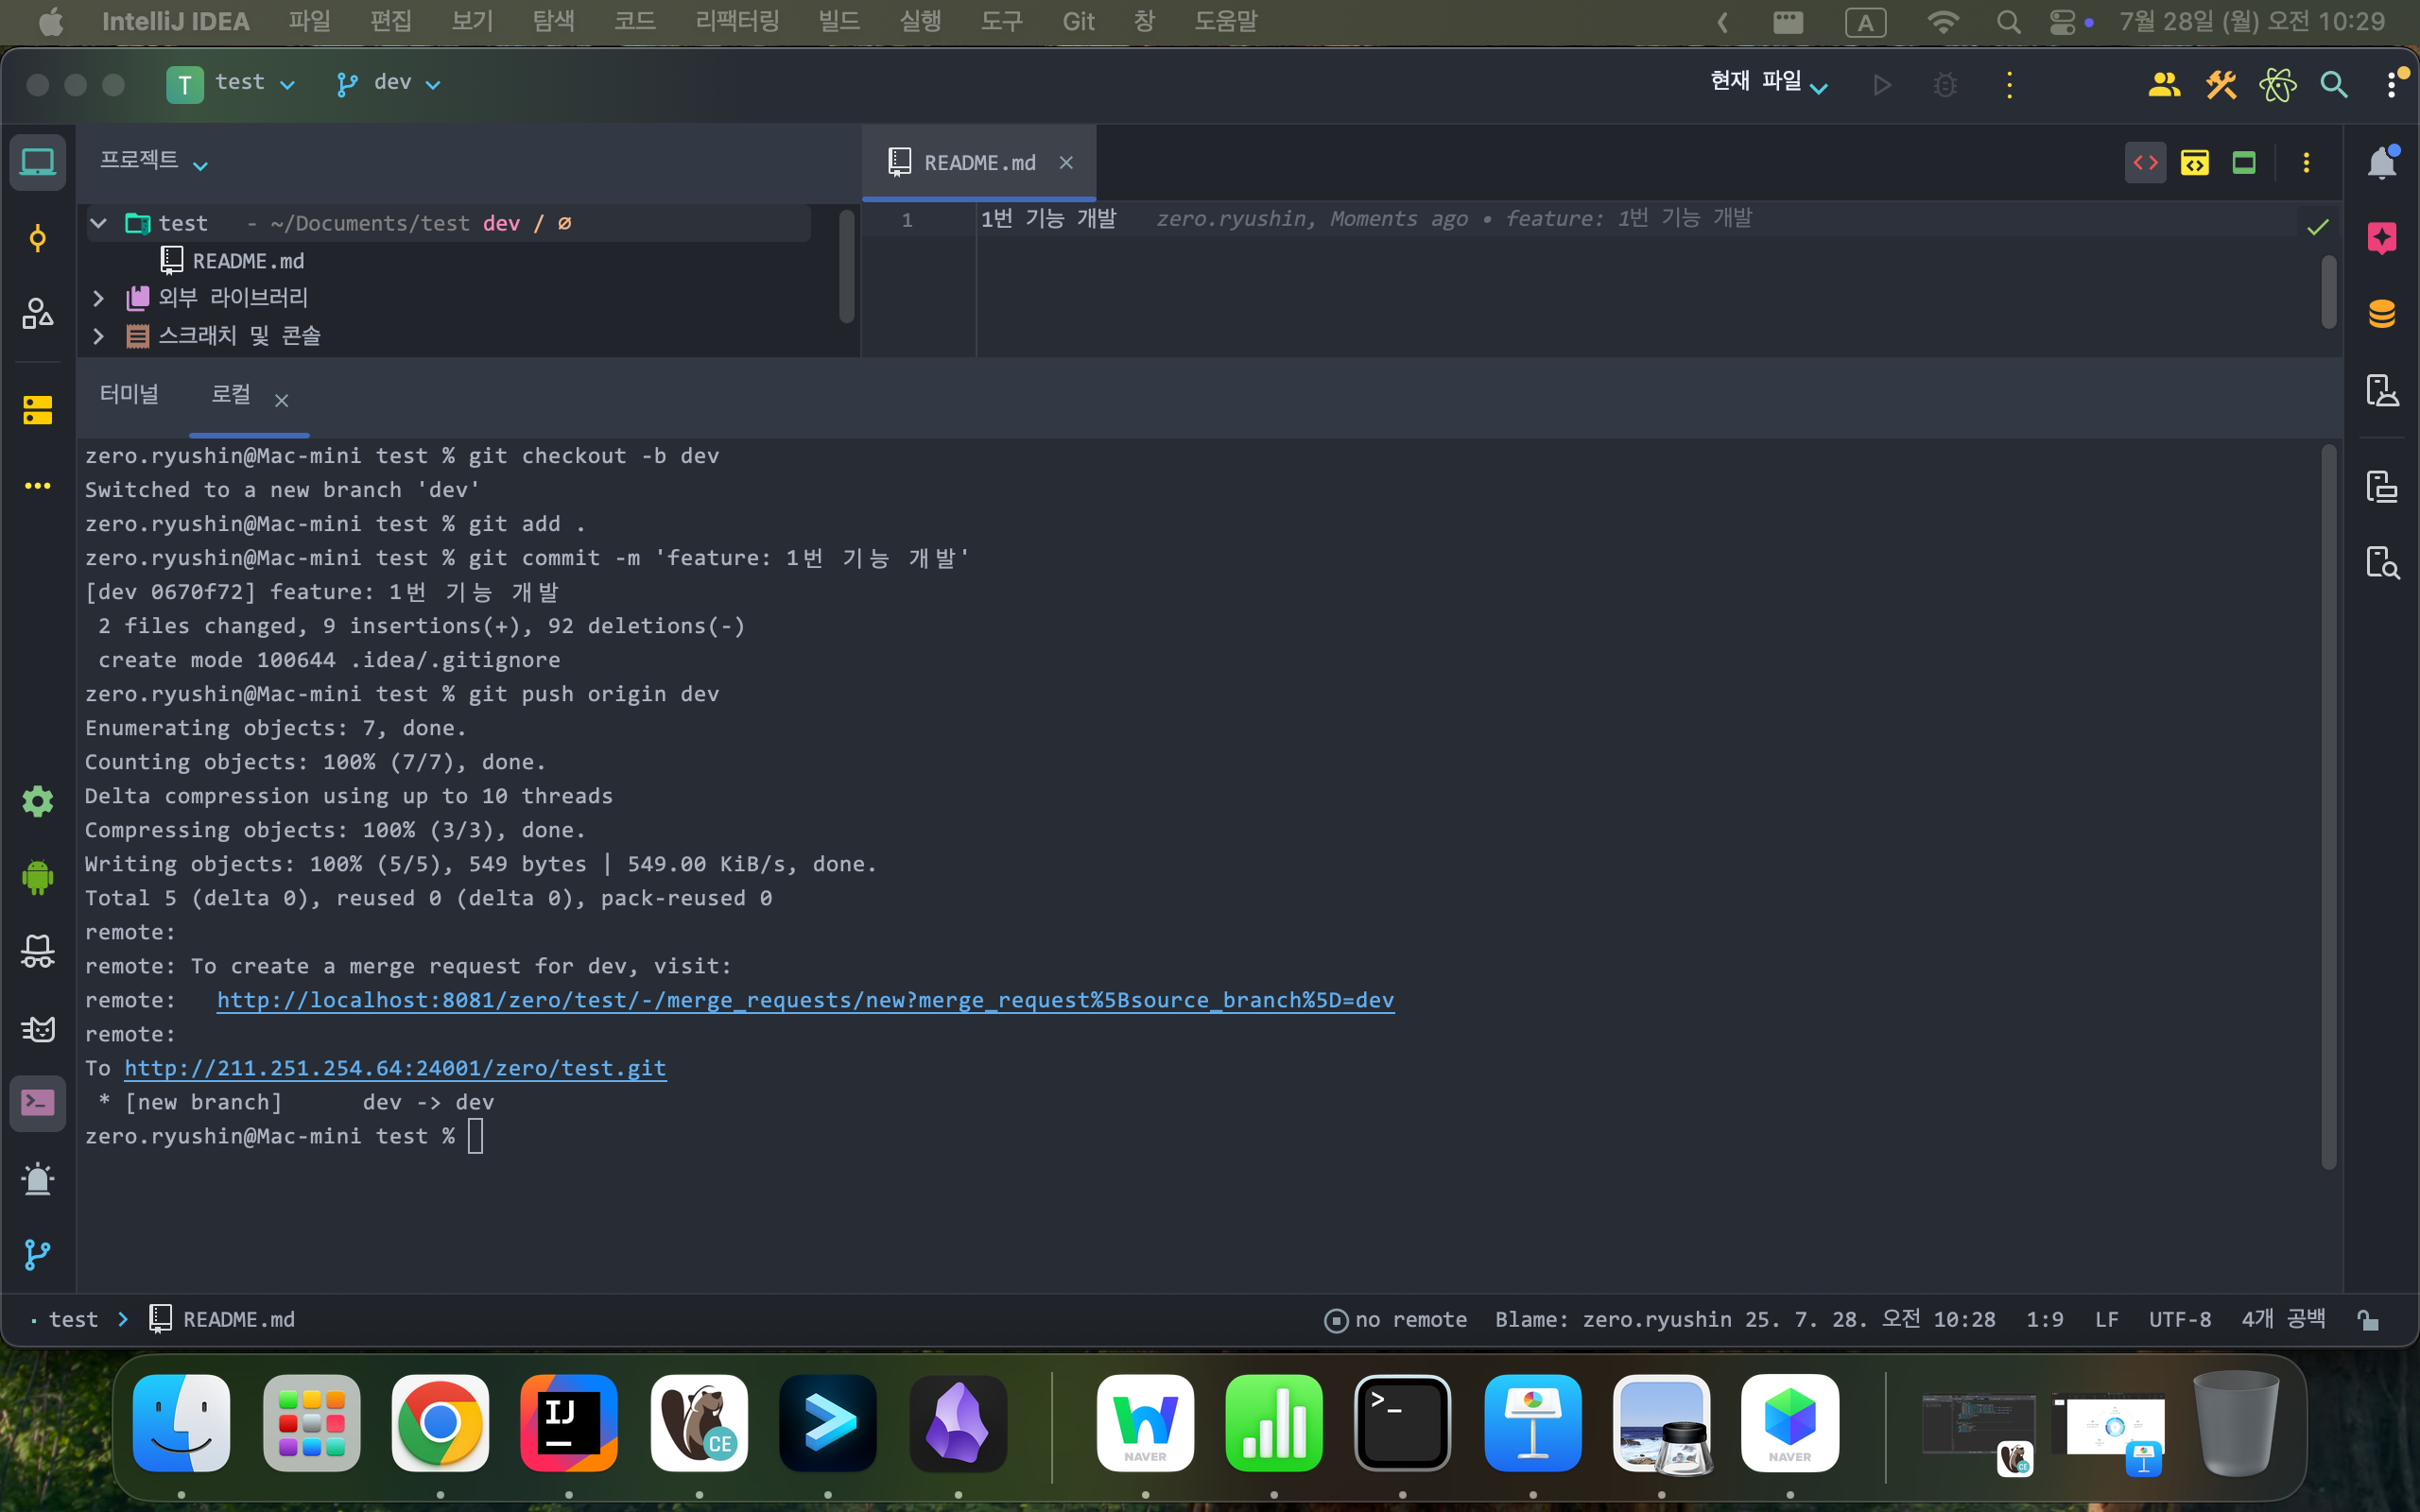 IntelliJ IDEA 파일 편집 보기 탐색 코드 리팩터링 빌드 실행 도구 Git 창 도움말 A 7월 28일 (월) 오전 10:29
T test dev 현재 파일
프로젝트 README.md
test - ~/Documents/test dev / ∅
README.md
외부 라이브러리
스크래치 및 콘솔
1 1번 기능 개발 zero.ryushin, Moments ago • feature: 1번 기능 개발
터미널 로컬
zero.ryushin@Mac-mini test % git checkout -b dev
Switched to a new branch 'dev'
zero.ryushin@Mac-mini test % git add .
zero.ryushin@Mac-mini test % git commit -m 'feature: 1번 기능 개발'
[dev 0670f72] feature: 1번 기능 개발
2 files changed, 9 insertions(+), 92 deletions(-)
create mode 100644 .idea/.gitignore
zero.ryushin@Mac-mini test % git push origin dev
Enumerating objects: 7, done.
Counting objects: 100% (7/7), done.
Delta compression using up to 10 threads
Compressing objects: 100% (3/3), done.
Writing objects: 100% (5/5), 549 bytes | 549.00 KiB/s, done.
Total 5 (delta 0), reused 0 (delta 0), pack-reused 0
remote:
remote: To create a merge request for dev, visit:
remote: http://localhost:8081/zero/test/-/merge_requests/new?merge_request%5Bsource_branch%5D=dev
remote:
To http://211.251.254.64:24001/zero/test.git
* [new branch] dev -> dev
zero.ryushin@Mac-mini test %
test README.md no remote Blame: zero.ryushin 25. 7. 28. 오전 10:28 1:9 LF UTF-8 4개 공백
IJ CE NAVER >_ NAVER CE